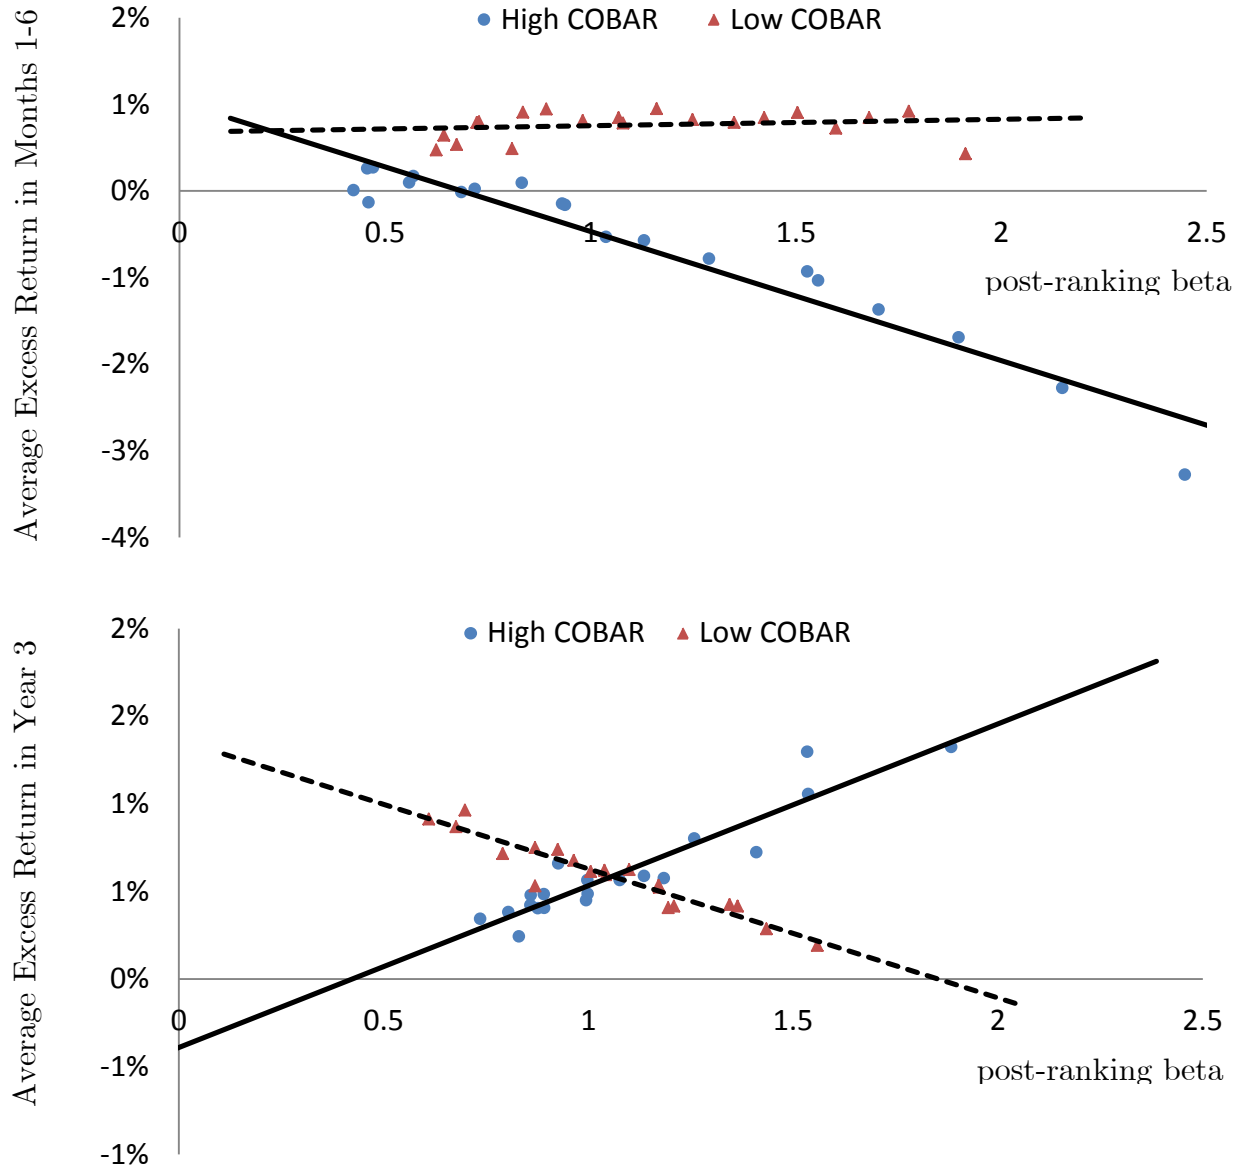 Average Excess Return in Months 1-6
2%
High COBAR Low COBAR
1%
0%
0 0.5 1 1.5 2 2.5
-1%
post-ranking beta
-2%
-3%
-4%
Average Excess Return in Year 3
2%
High COBAR Low COBAR
2%
1%
1%
0%
0 0.5 1 1.5 2 2.5
-1%
post-ranking beta
-1%